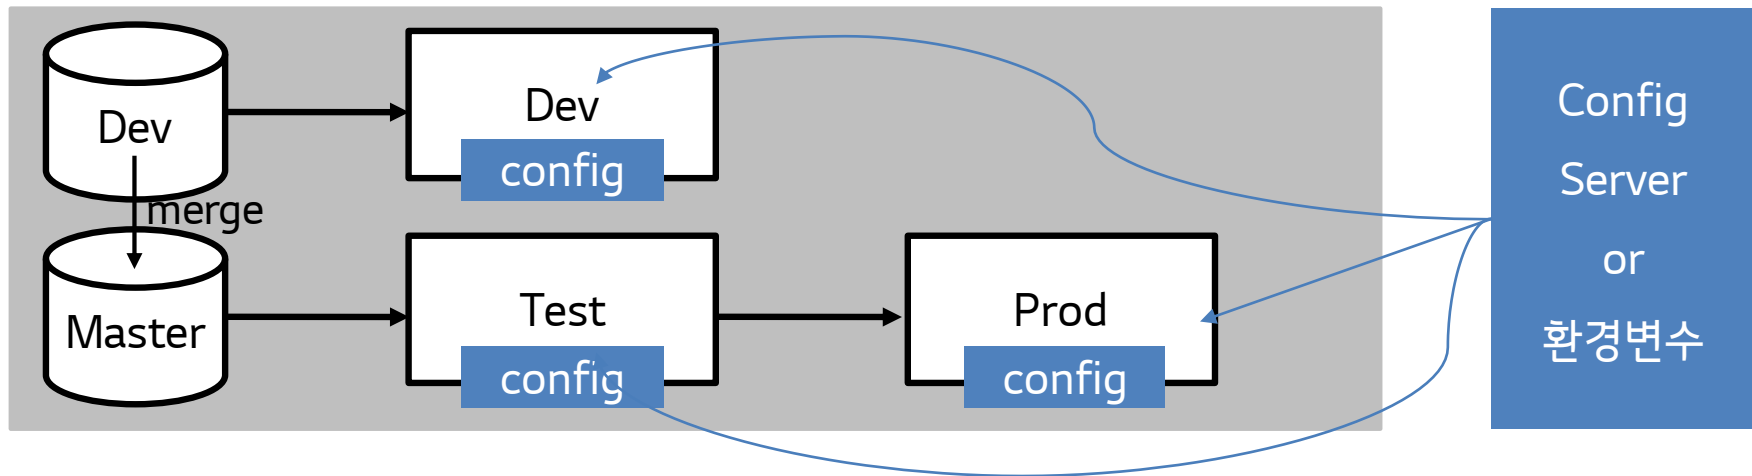 Dev
merge
Master
Dev
config
Test
config
Prod
config
Config
Server
or
환경변수